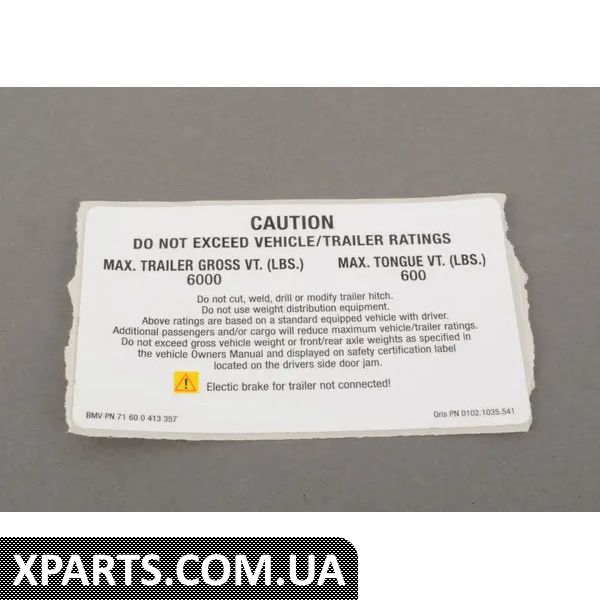 CAUTION
DO NOT EXCEED VEHICLE/TRAILER RATINGS
MAX. TRAILER GROSS VT. (LBS.) MAX. TONGUE VT. (LBS.)
6000 600
Do not cut, weld, drill or modify trailer hitch.
Do not use weight distribution equipment.
Above ratings are based on a standard equipped vehicle with driver.
Additional passengers and/or cargo will reduce maximum vehicle/trailer ratings.
Do not exceed gross vehicle weight or front/rear axle weights as specified in
the vehicle Owners Manual and displayed on safety certification label
located on the drivers side door jam.
Electic brake for trailer not connected!
BMV PN 71 60 0 413 357 Oris PN 0102.1035.541
XPARTS.COM.UA